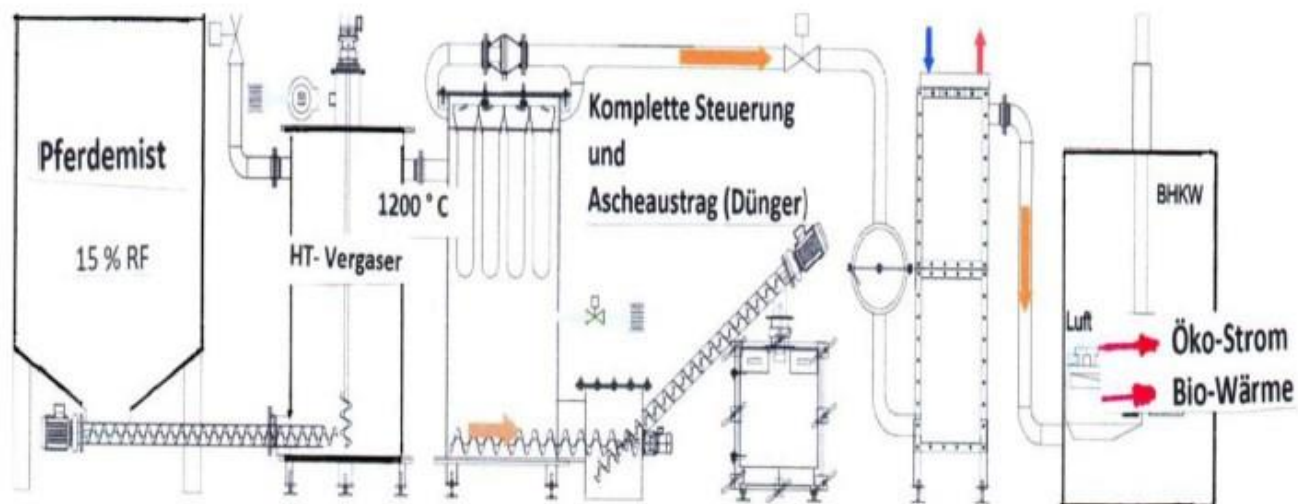 Pferdemist
15 % RF
HT- Vergaser
1200 ° C
Komplette Steuerung
und
Ascheaustrag (Dünger)
BHKW
Luft
Öko-Strom
Bio-Wärme